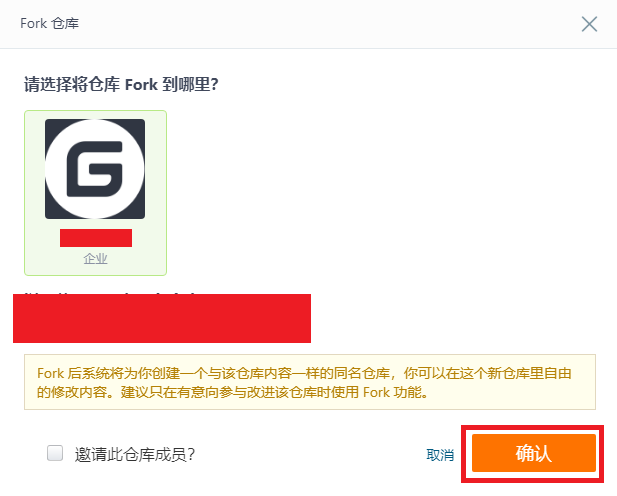 Fork 仓库
请选择将仓库 Fork 到哪里?
G
企业
Fork 后系统将为你创建一个与该仓库内容一样的同名仓库，你可以在这个新仓库里自由
的修改内容。建议只在有意向参与改进该仓库时使用 Fork 功能。
邀请此仓库成员?
取消
确认